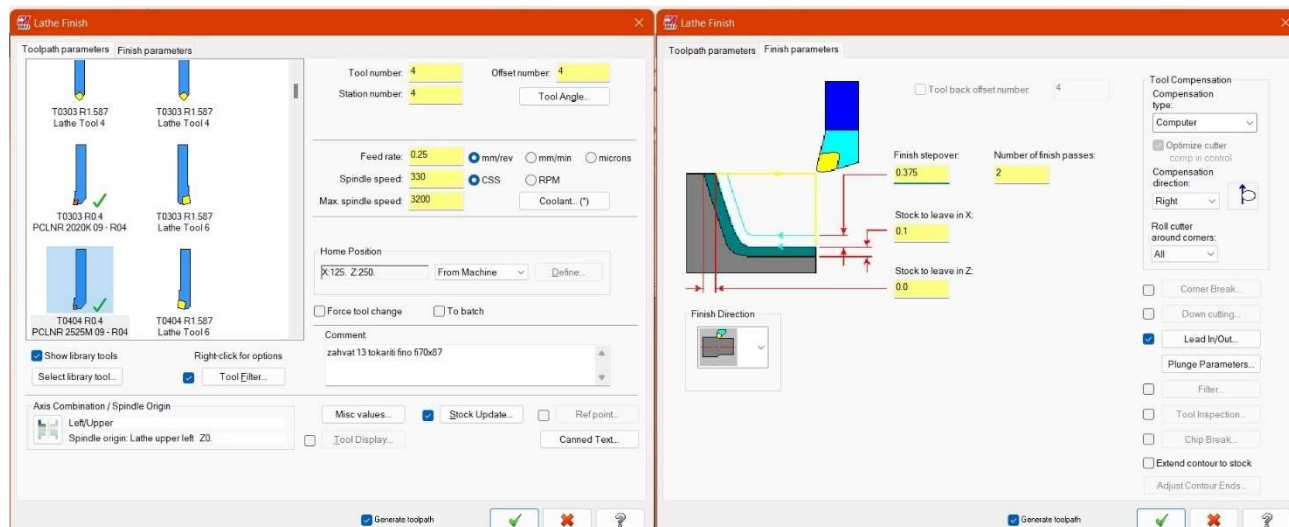 Lathe Finish
Toolpath parameters Finish parameters
T0303 R1.587
Lathe Tool 4
T0303 R1.587
Lathe Tool 4
T0303 R0.4
PCLNR 2020K 09 - R04
T0303 R1.587
Lathe Tool 6
T0404 R0.4
PCLNR 2525M 09 - R04
T0404 R1.587
Lathe Tool 6
Show library tools
Right-click for options
Select library tool...
Tool Filter...
Axis Combination / Spindle Origin
Left/Upper
Spindle origin: Lathe upper left Z0.
Tool number: 4
Offset number: 4
Station number: 4
Tool Angle...
Feed rate: 0.25 mm/rev mm/min microns
Spindle speed: 330 CSS RPM
Max. spindle speed: 3200 Coolant.. (*)
Home Position
X:125. Z:250. From Machine Define...
Force tool change To batch
Comment:
zahvat 13 tokariti fino fi70x87
Misc values... Stock Update... Ref point...
Tool Display... Canned Text...
Generate toolpath
Lathe Finish
Toolpath parameters Finish parameters
Tool back offset number: 4
Finish stepover:
0.375
Number of finish passes:
2
Stock to leave in X:
0.1
Stock to leave in Z:
0.0
Finish Direction
Tool Compensation
Compensation
type:
Computer
Optimize cutter
comp in control
Compensation
direction:
Right
Roll cutter
around corners:
All
Corner Break...
Down cutting...
Lead In/Out...
Plunge Parameters...
Filter...
Tool Inspection...
Chip Break...
Extend contour to stock
Adjust Contour Ends...
Generate toolpath